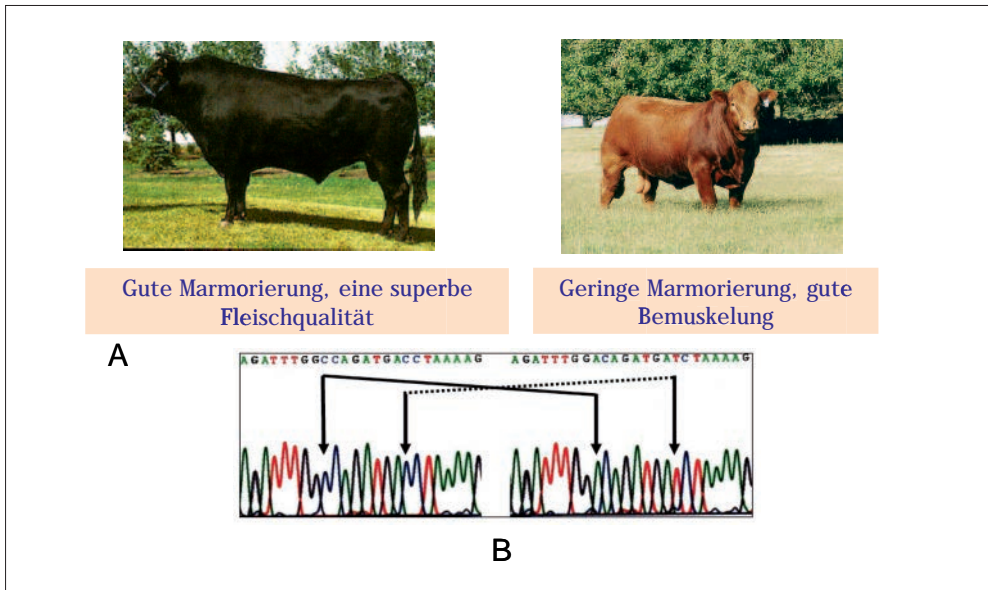 Gute Marmorierung, eine superbe
Fleischqualität
Geringe Marmorierung, gute
Bemuskelung
A
AGATTTGGCCAGATGACCTAAAAG
AGATTTGGACAGATGATCTAAAAG
B